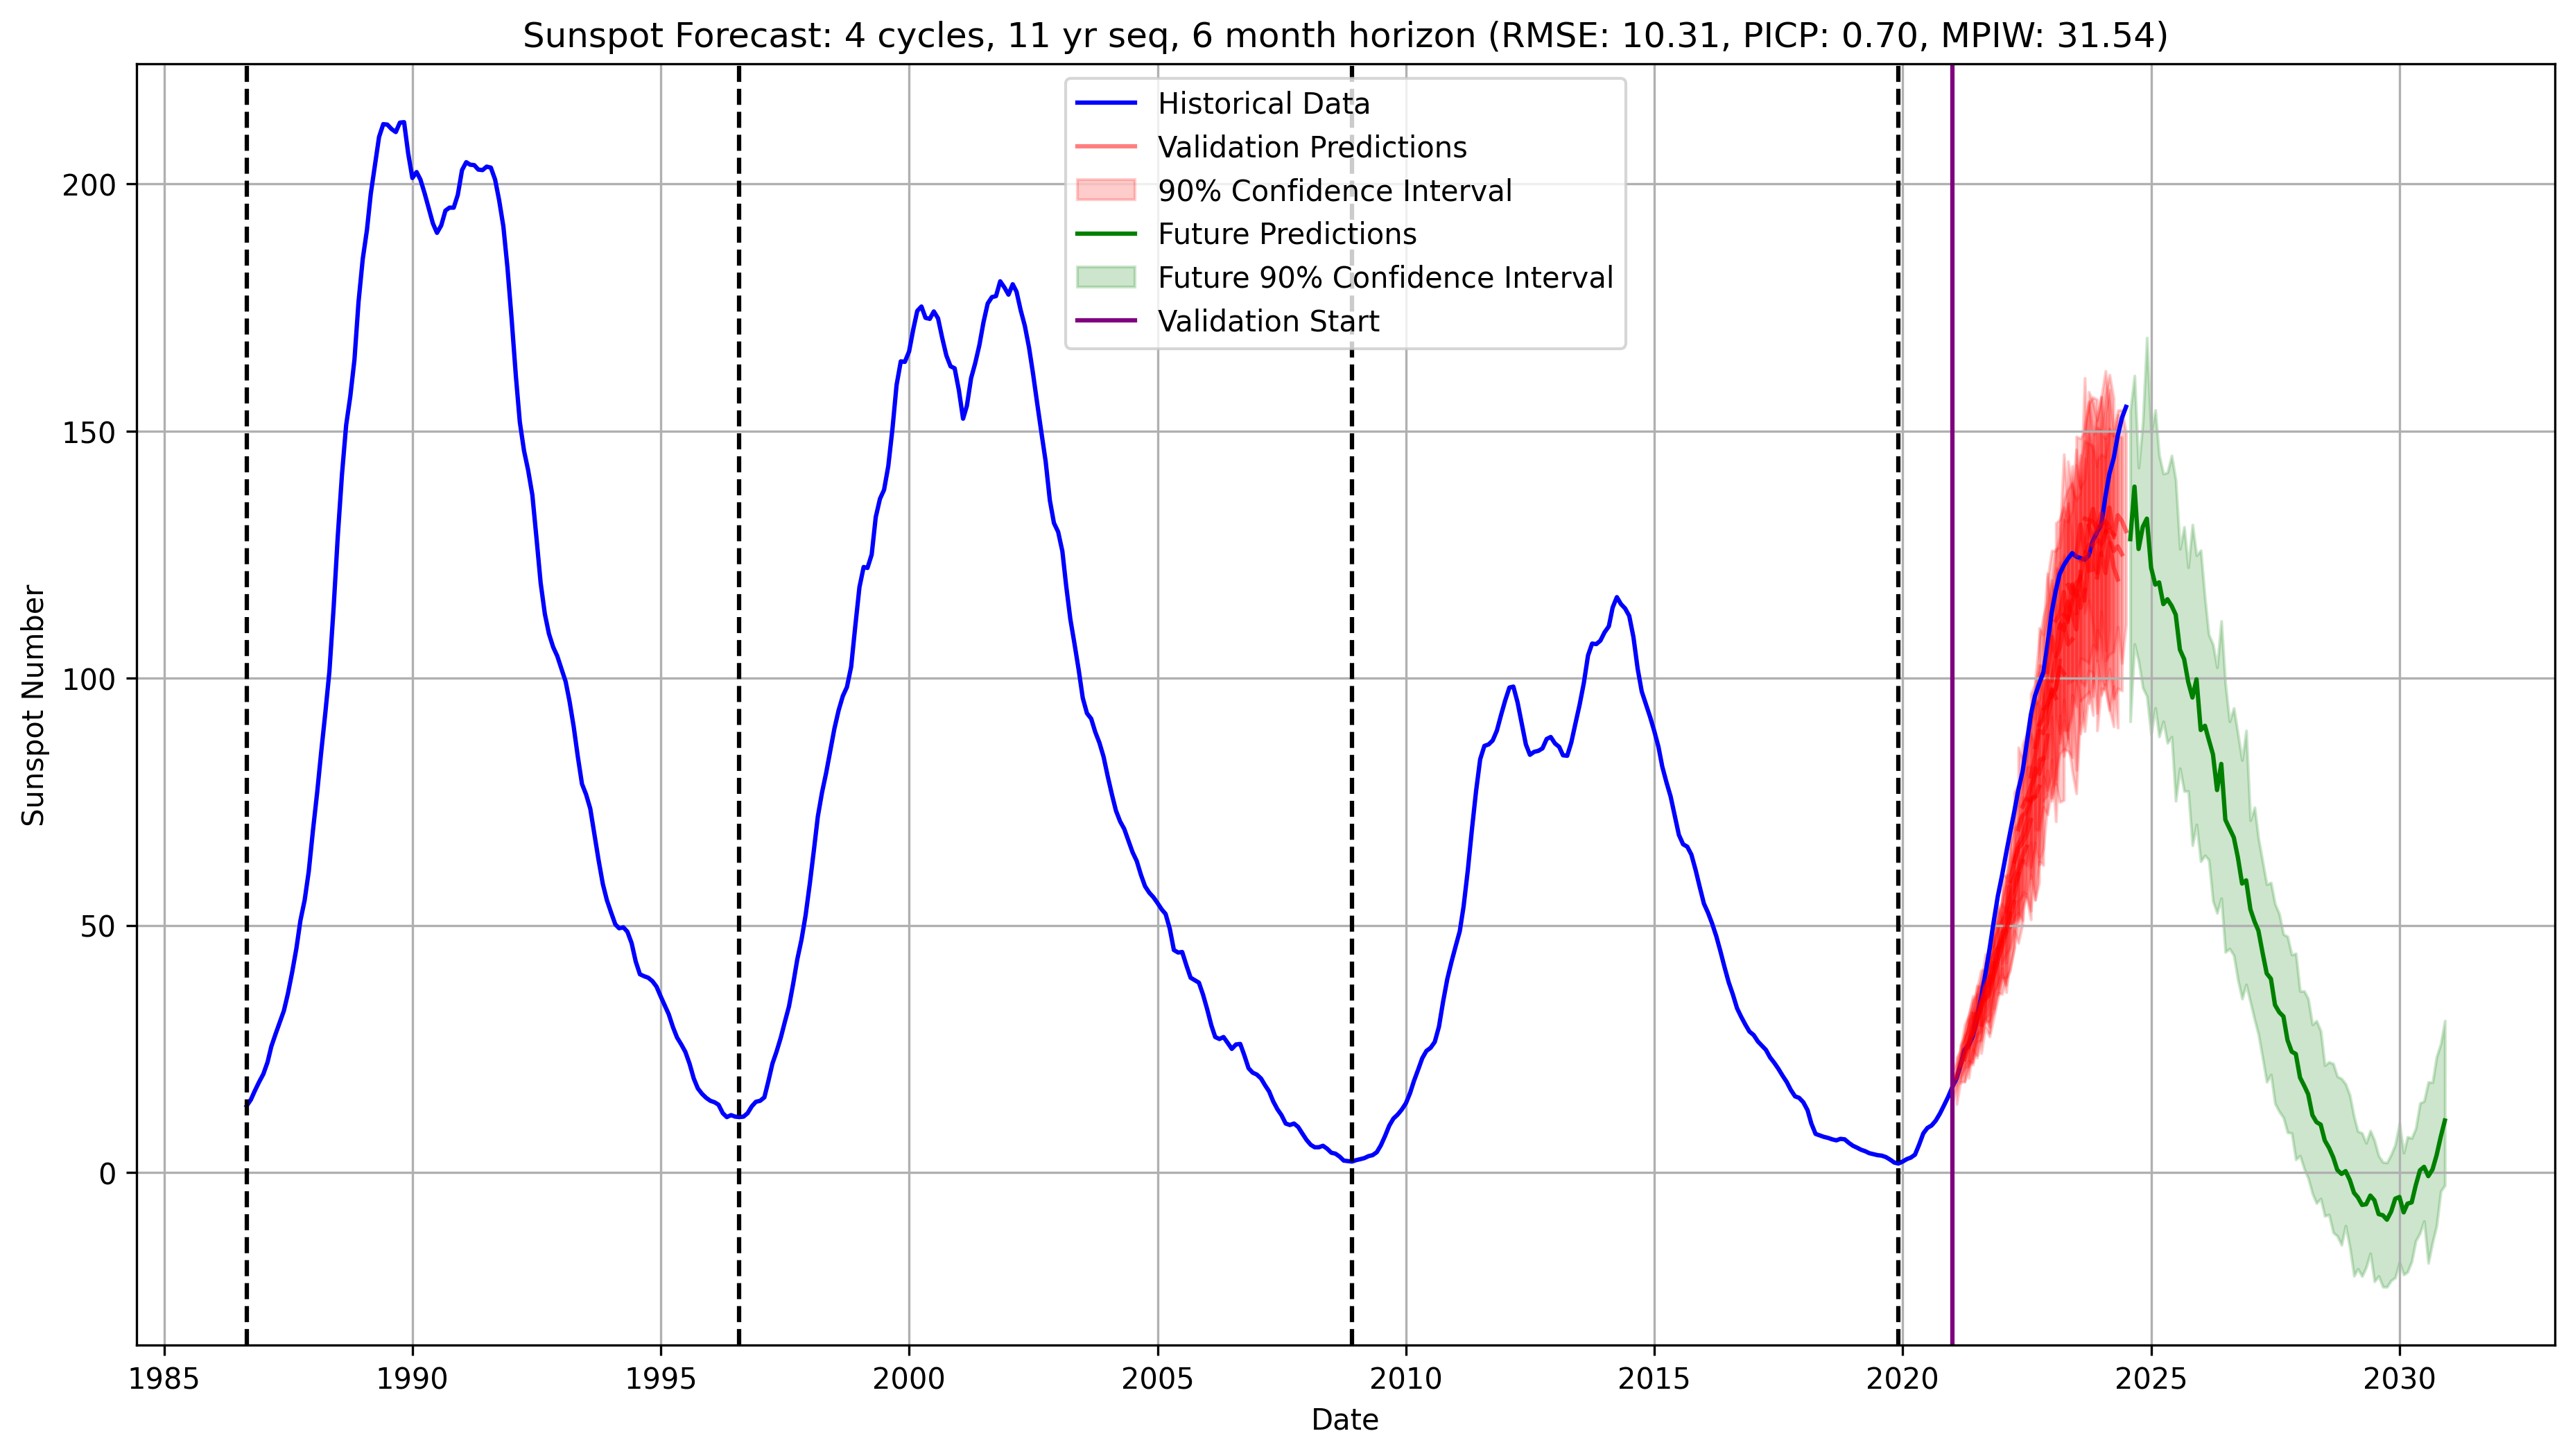 Sunspot Forecast: 4 cycles, 11 yr seq, 6 month horizon (RMSE: 10.31, PICP: 0.70, MPIW: 31.54)
Historical Data
Validation Predictions
90% Confidence Interval
Future Predictions
Future 90% Confidence Interval
Validation Start
Sunspot Number
200
150
100
50
0
1985 1990 1995 2000 2005 2010 2015 2020 2025 2030
Date